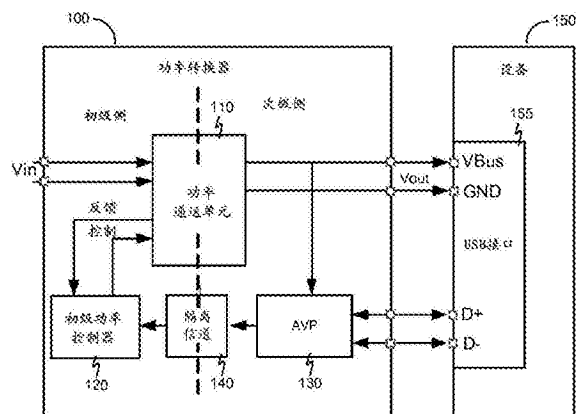 100
150
功率转换器
设备
初级侧
次级侧
110
155
Vin
VBus
Vout
GND
功率
递送单元
反馈
控制
USB接口
初级功率
控制器
隔离
信道
AVP
D+
D-
120
140
130